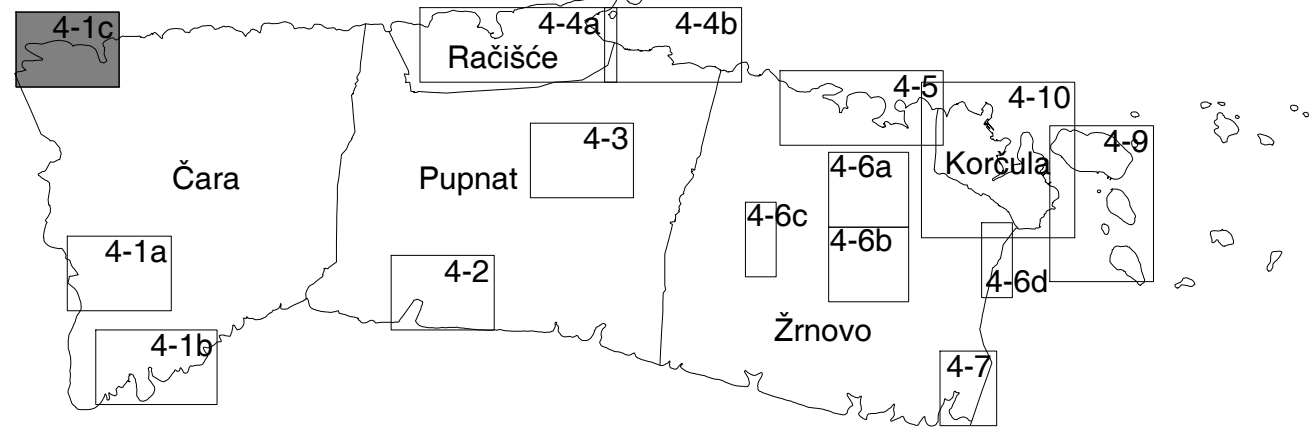 4-1c
4-4a
4-4b
Račišće
4-5
4-10
4-3
4-9
Čara
Pupnat
4-6a
Korčula
4-6c
4-1a
4-2
4-6b
4-6d
4-1b
Žrnovo
4-7